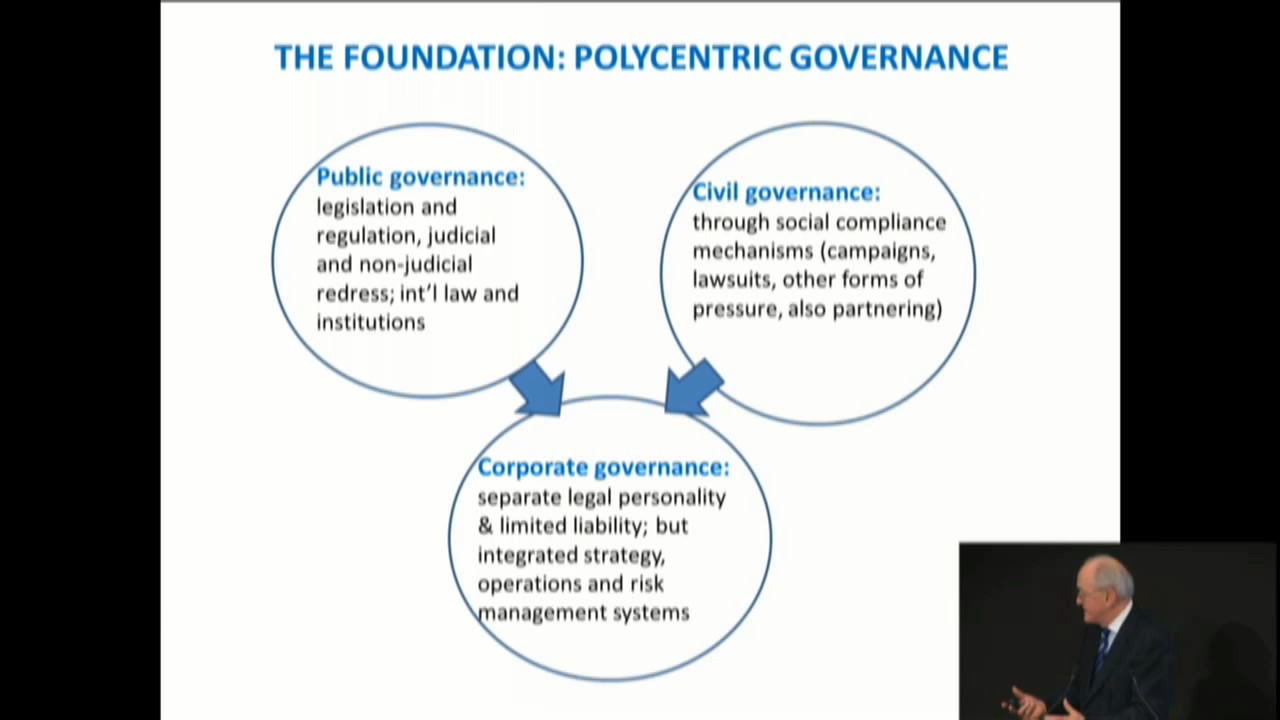 THE FOUNDATION: POLYCENTRIC GOVERNANCE
Public governance:
legislation and
regulation, judicial
and non-judicial
redress; int'l law and
institutions
Civil governance:
through social compliance
mechanisms (campaigns,
lawsuits, other forms of
pressure, also partnering)
Corporate governance:
separate legal personality
& limited liability; but
integrated strategy,
operations and risk
management systems